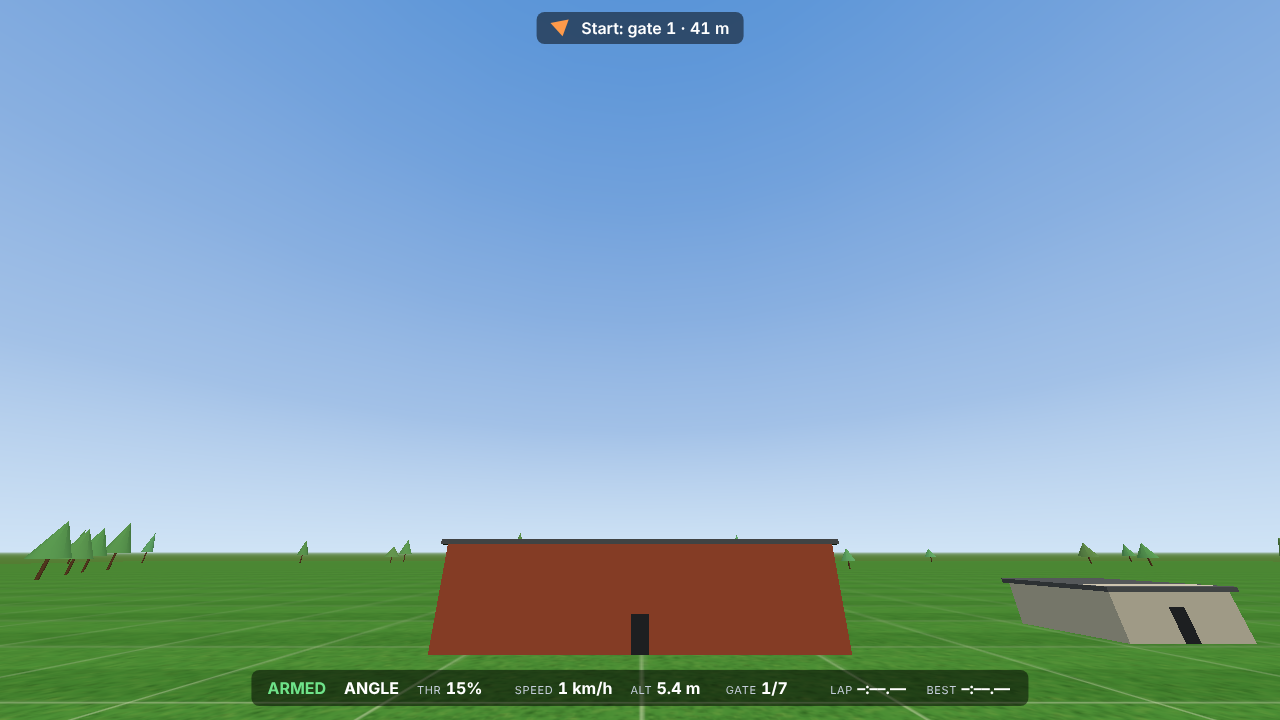 Start: gate 1 · 41 m
ARMED ANGLE THR 15% SPEED 1 km/h ALT 5.4 m GATE 1/7 LAP –:––.–– BEST –:––.––